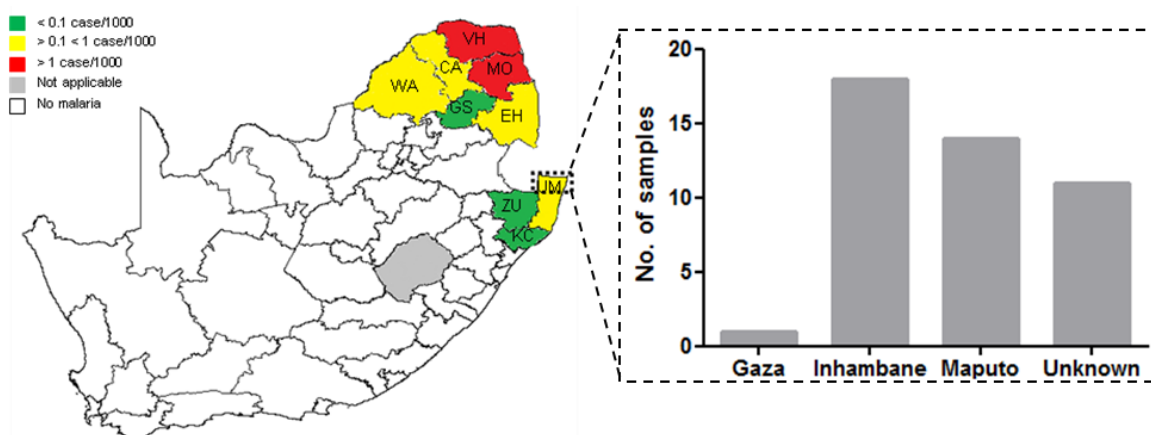 < 0.1 case/1000
> 0.1 < 1 case/1000
> 1 case/1000
Not applicable
No malaria
VH
CA
MO
WA
GS
EH
UM
ZU
KC
No. of samples
20
15
10
5
0
Gaza Inhambane Maputo Unknown